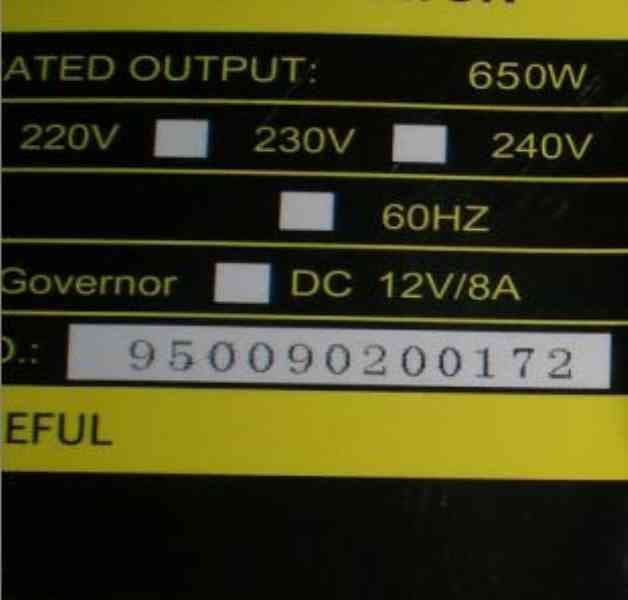 ATED OUTPUT: 650W
220V 230V 240V
60HZ
Governor DC 12V/8A
O.: 950090200172
EFUL